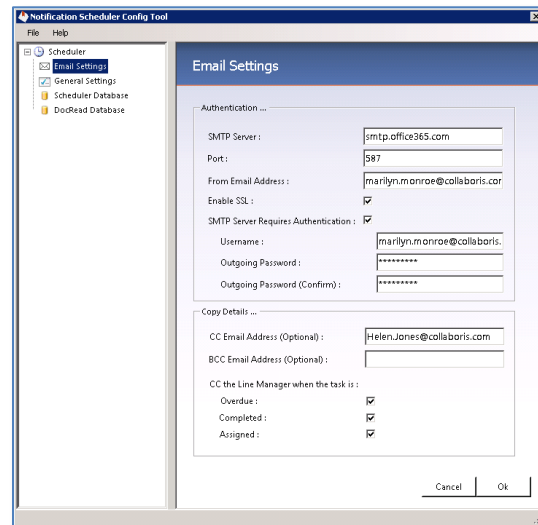 Notification Scheduler Config Tool
File Help
Scheduler
Email Settings
General Settings
Scheduler Database
DocRead Database
Email Settings
Authentication ...
SMTP Server : smtp.office365.com
Port : 587
From Email Address : marilyn.monroe@collaboris.cor
Enable SSL :
SMTP Server Requires Authentication :
Username : marilyn.monroe@collaboris.
Outgoing Password : *********
Outgoing Password (Confirm) : *********
Copy Details ...
CC Email Address (Optional) : Helen.Jones@collaboris.com
BCC Email Address (Optional) :
CC the Line Manager when the task is :
Overdue :
Completed :
Assigned :
Cancel Ok